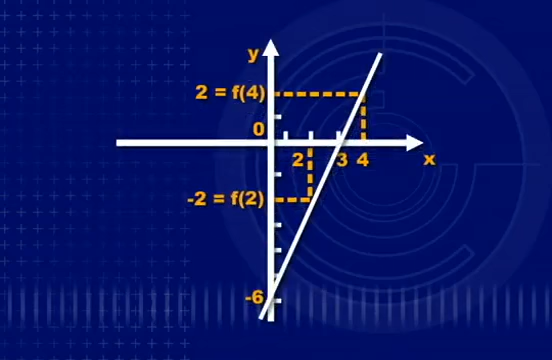 y
2 = f(4)
0
2 3 4 x
-2 = f(2)
-6